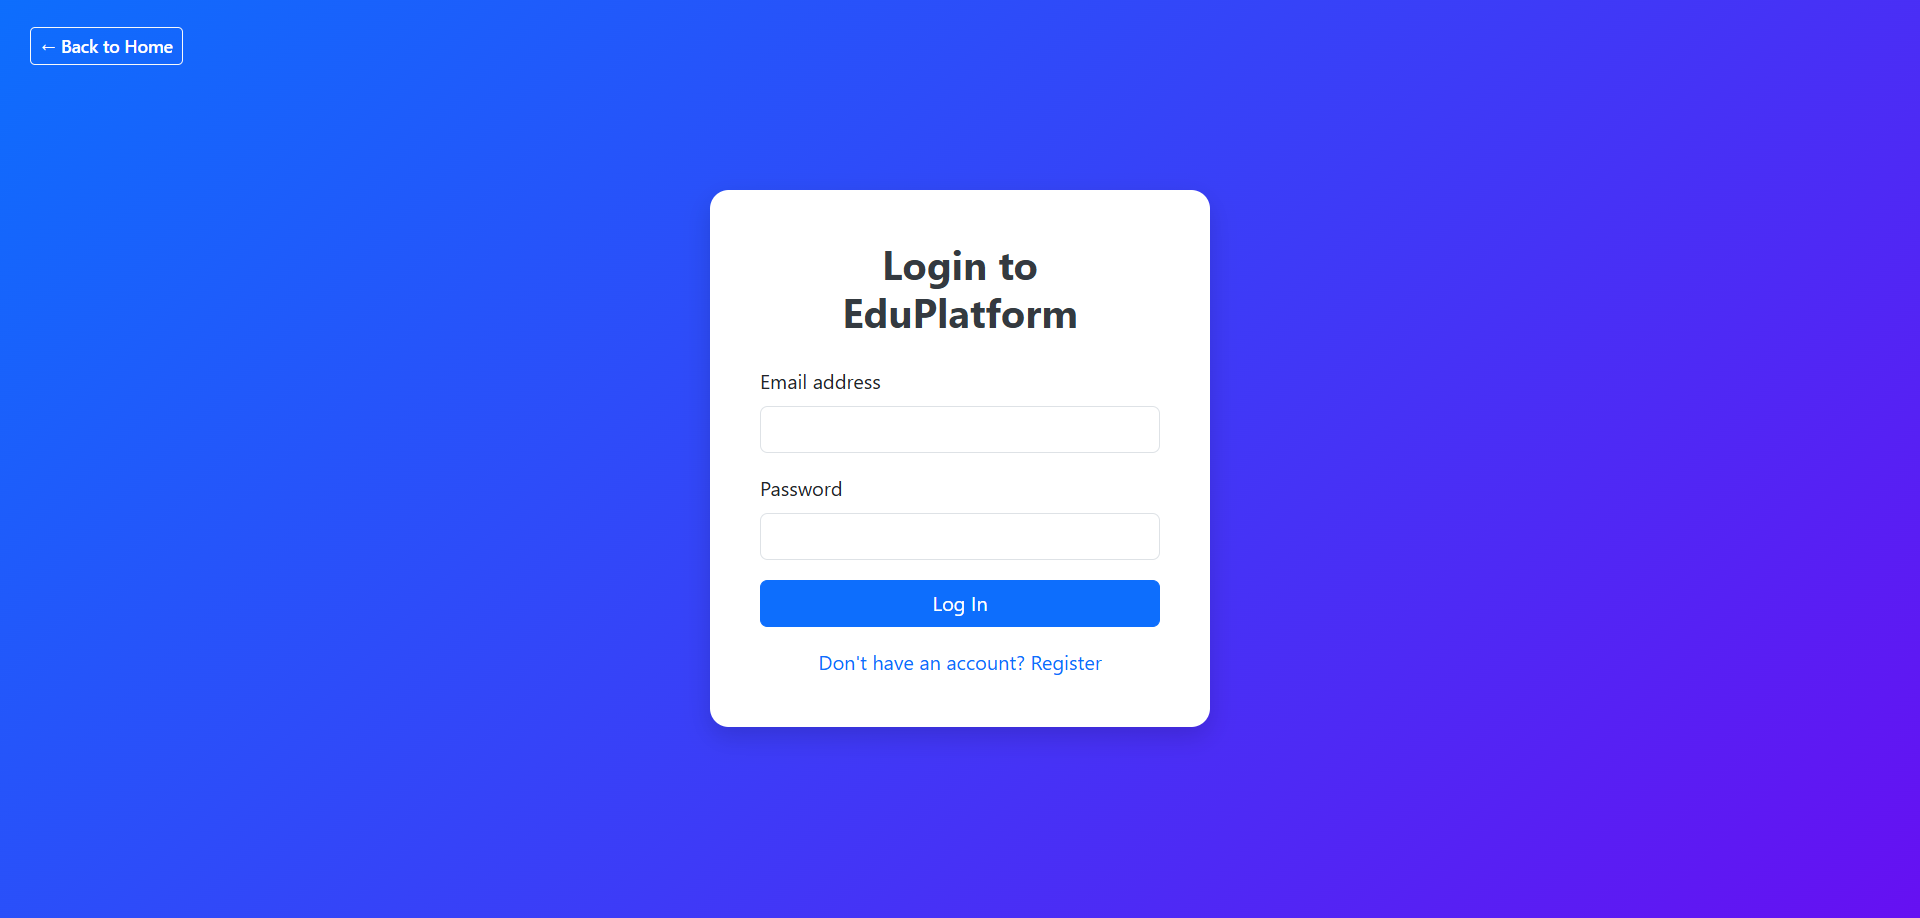 ← Back to Home
Login to
EduPlatform
Email address
Password
Log In
Don't have an account? Register